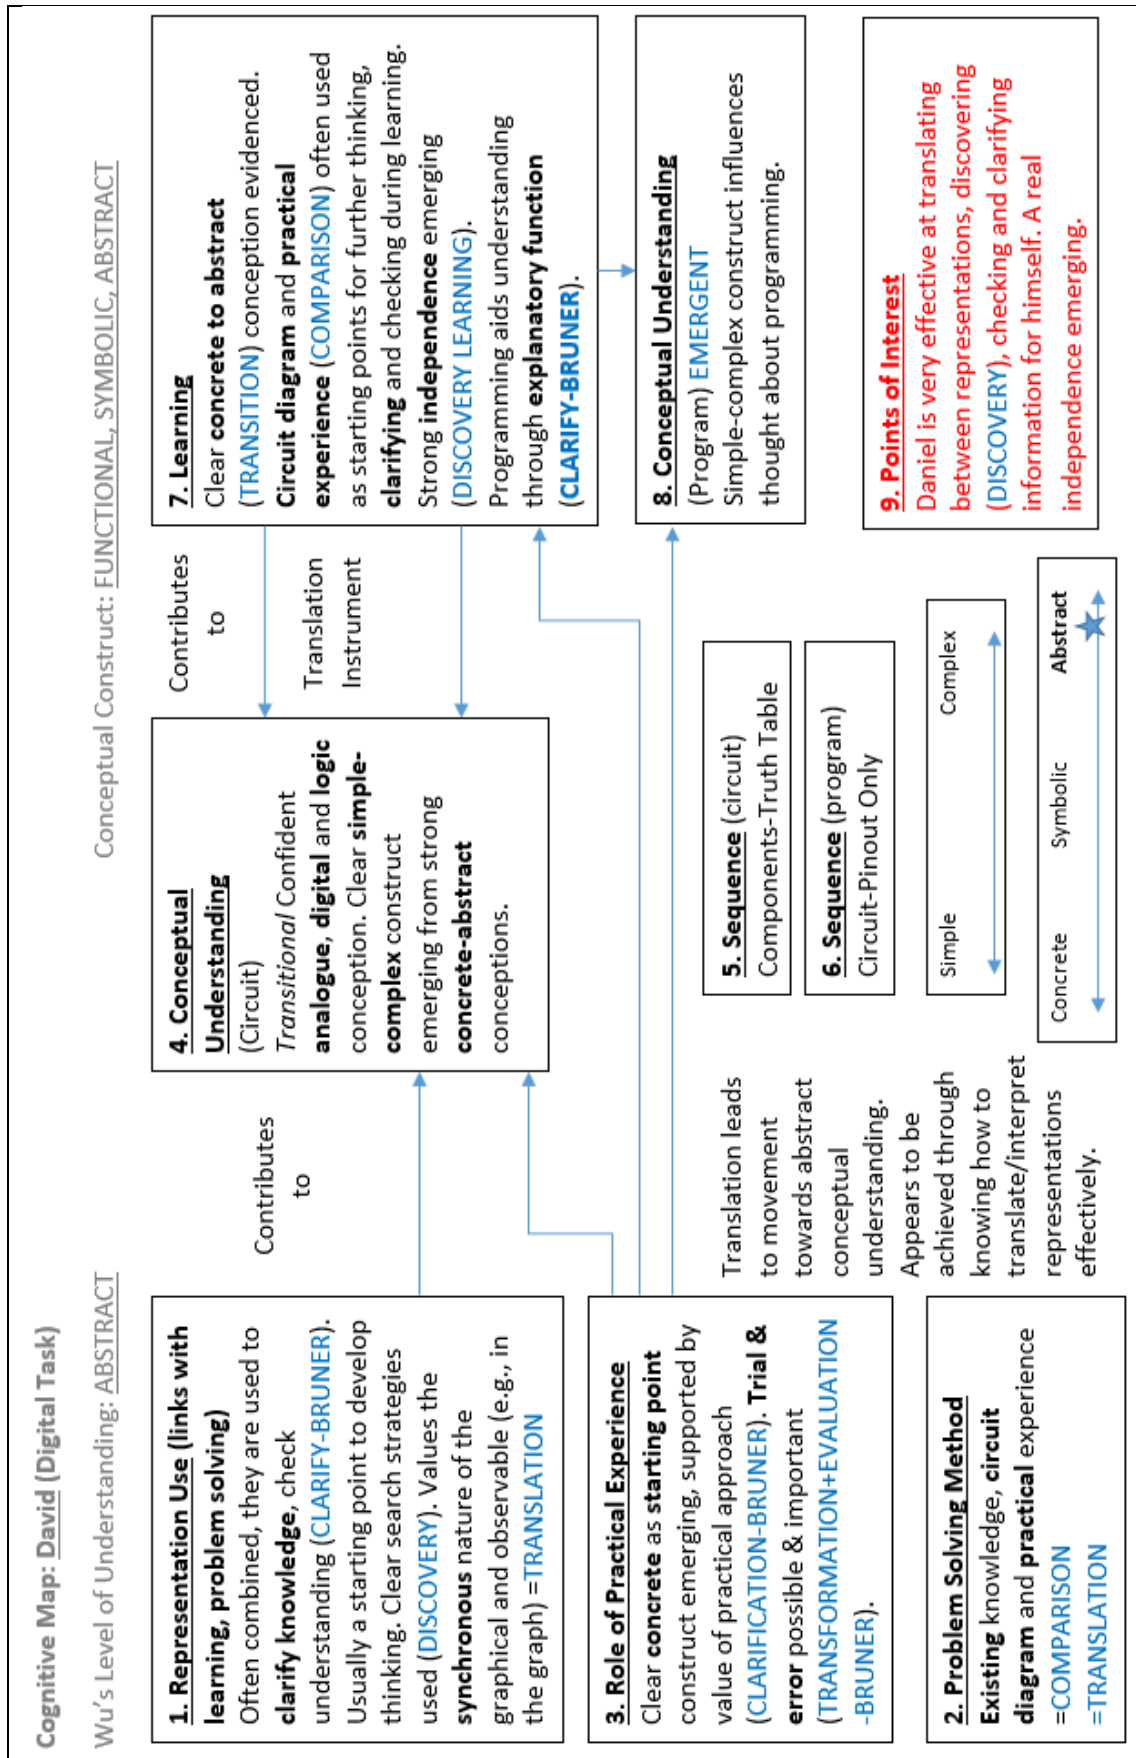 Cognitive Map: David (Digital Task)
Wu's Level of Understanding: ABSTRACT
Conceptual Construct: FUNCTIONAL, SYMBOLIC, ABSTRACT
1. Representation Use (links with
learning, problem solving)
Often combined, they are used to
clarify knowledge, check
understanding (CLARIFY-BRUNER).
Usually a starting point to develop
thinking. Clear search strategies
used (DISCOVERY). Values the
synchronous nature of the
graphical and observable (e.g., in
the graph) =TRANSLATION
3. Role of Practical Experience
Clear concrete as starting point
construct emerging, supported by
value of practical approach
(CLARIFICATION-BRUNER). Trial &
error possible & important
(TRANSFORMATION+EVALUATION
-BRUNER).
2. Problem Solving Method
Existing knowledge, circuit
diagram and practical experience
=COMPARISON
=TRANSLATION
Contributes
to
Translation leads
to movement
towards abstract
conceptual
understanding.
Appears to be
achieved through
knowing how to
translate/interpret
representations
effectively.
4. Conceptual
Understanding
(Circuit)
Transitional Confident
analogue, digital and logic
conception. Clear simple-
complex construct
emerging from strong
concrete-abstract
conceptions.
5. Sequence (circuit)
Components-Truth Table
6. Sequence (program)
Circuit-Pinout Only
Simple Complex
Concrete Symbolic Abstract
Contributes
to
Translation
Instrument
7. Learning
Clear concrete to abstract
(TRANSITION) conception evidenced.
Circuit diagram and practical
experience (COMPARISON) often used
as starting points for further thinking,
clarifying and checking during learning.
Strong independence emerging
(DISCOVERY LEARNING).
Programming aids understanding
through explanatory function
(CLARIFY-BRUNER).
8. Conceptual Understanding
(Program) EMERGENT
Simple-complex construct influences
thought about programming.
9. Points of Interest
Daniel is very effective at translating
between representations, discovering
(DISCOVERY), checking and clarifying
information for himself. A real
independence emerging.